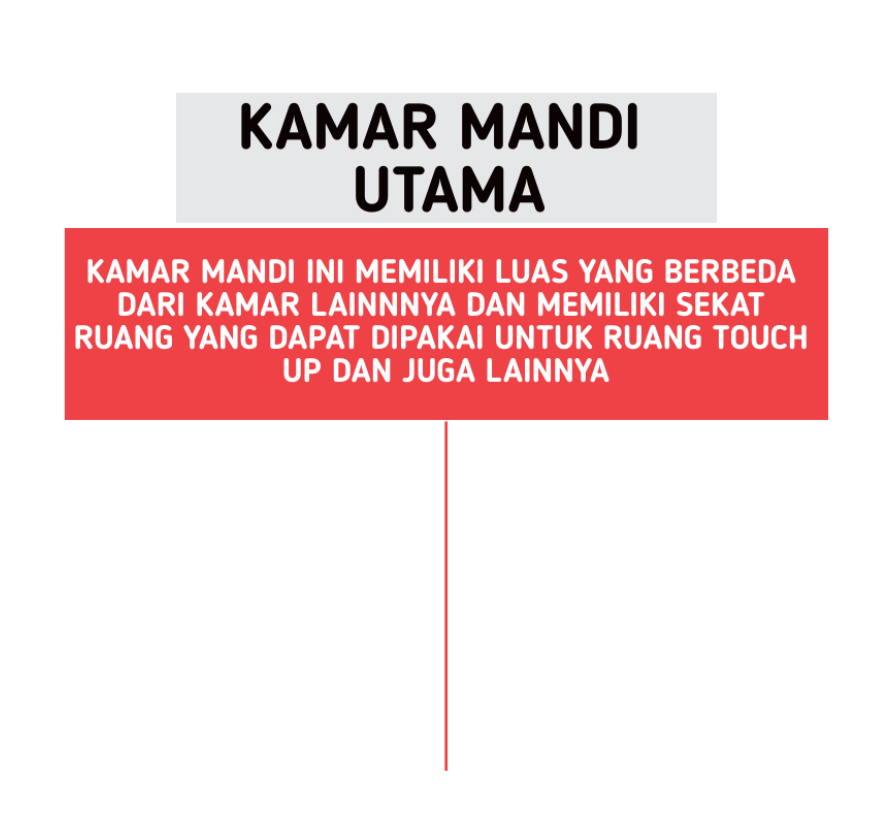 KAMAR MANDI
UTAMA
KAMAR MANDI INI MEMILIKI LUAS YANG BERBEDA
DARI KAMAR LAINNNYA DAN MEMILIKI SEKAT
RUANG YANG DAPAT DIPAKAI UNTUK RUANG TOUCH
UP DAN JUGA LAINNYA